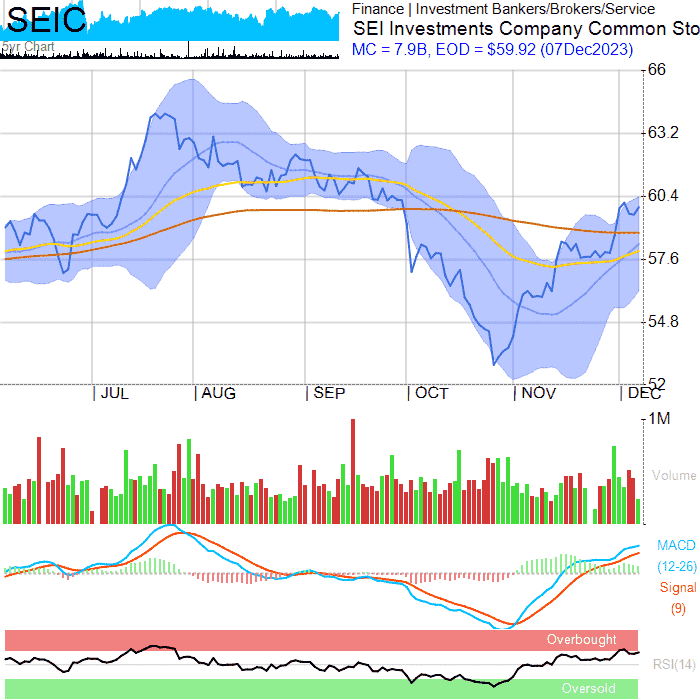 SEIC
5yr Chart
Finance | Investment Bankers/Brokers/Service
SEI Investments Company Common Sto
MC = 7.9B, EOD = $59.92 (07Dec2023)
66
63.2
60.4
57.6
54.8
52
JUL AUG SEP OCT NOV DEC
1M
Volume
MACD
(12-26)
Signal
(9)
Overbought
RSI(14)
Oversold